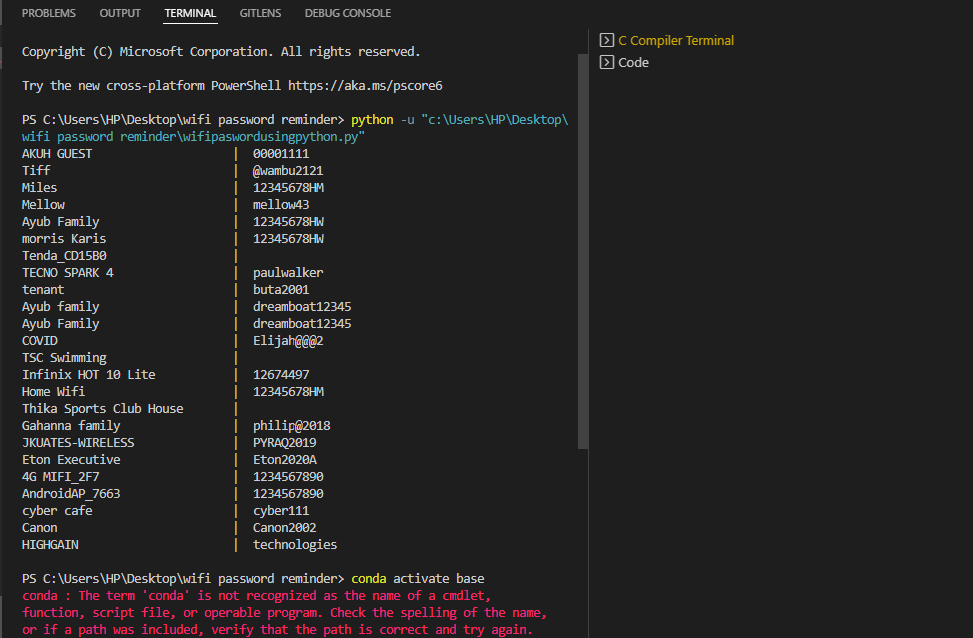 PROBLEMS OUTPUT TERMINAL GITLENS DEBUG CONSOLE
Copyright (C) Microsoft Corporation. All rights reserved.
Try the new cross-platform PowerShell https://aka.ms/pscore6
PS C:\Users\HP\Desktop\wifi password reminder> python -u "c:\Users\HP\Desktop\
wifi password reminder\wifipaswordusingpython.py"
AKUH GUEST | 00001111
Tiff | @wambu2121
Miles | 12345678HM
Mellow | mellow43
Ayub Family | 12345678HW
morris Karis | 12345678HW
Tenda_CD15B0 |
TECNO SPARK 4 | paulwalker
tenant | buta2001
Ayub family | dreamboat12345
Ayub Family | dreamboat12345
COVID | Elijah@@@2
TSC Swimming |
Infinix HOT 10 Lite | 12674497
Home Wifi | 12345678HM
Thika Sports Club House |
Gahanna family | philip@2018
JKUATES-WIRELESS | PYRAQ2019
Eton Executive | Eton2020A
4G MIFI_2F7 | 1234567890
AndroidAP_7663 | 1234567890
cyber cafe | cyber111
Canon | Canon2002
HIGHGAIN | technologies
PS C:\Users\HP\Desktop\wifi password reminder> conda activate base
conda : The term 'conda' is not recognized as the name of a cmdlet,
function, script file, or operable program. Check the spelling of the name,
or if a path was included, verify that the path is correct and try again.
C Compiler Terminal
Code